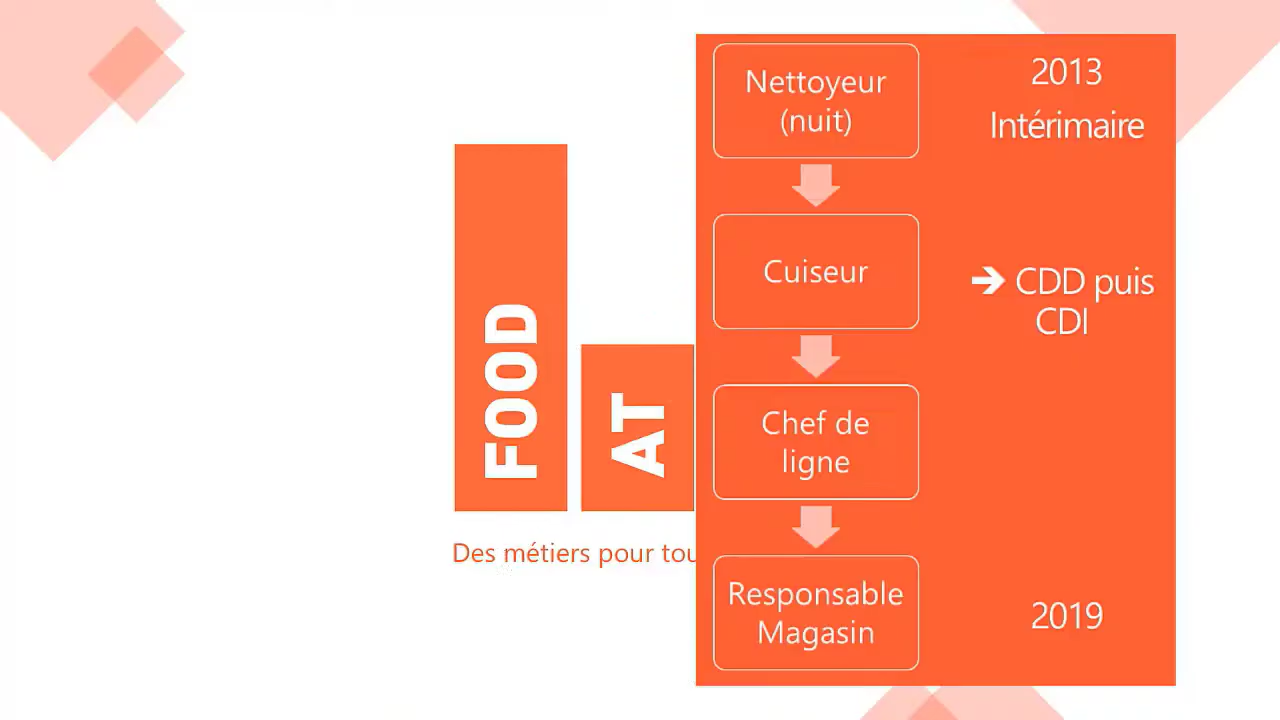 FOOD
AT
Des métiers pour tou
Nettoyeur
(nuit)
2013
Intérimaire
Cuiseur
➔ CDD puis
CDI
Chef de
ligne
Responsable
Magasin
2019